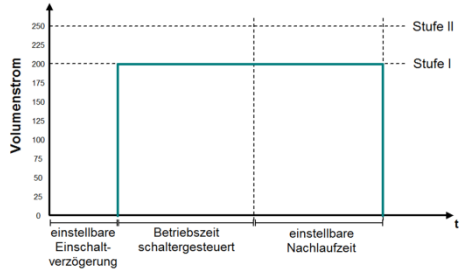 Volumenstrom
250
225
200
175
150
125
100
75
50
25
0
Stufe II
Stufe I
t
einstellbare
Einschalt-
verzögerung
Betriebszeit
schaltergesteuert
einstellbare
Nachlaufzeit